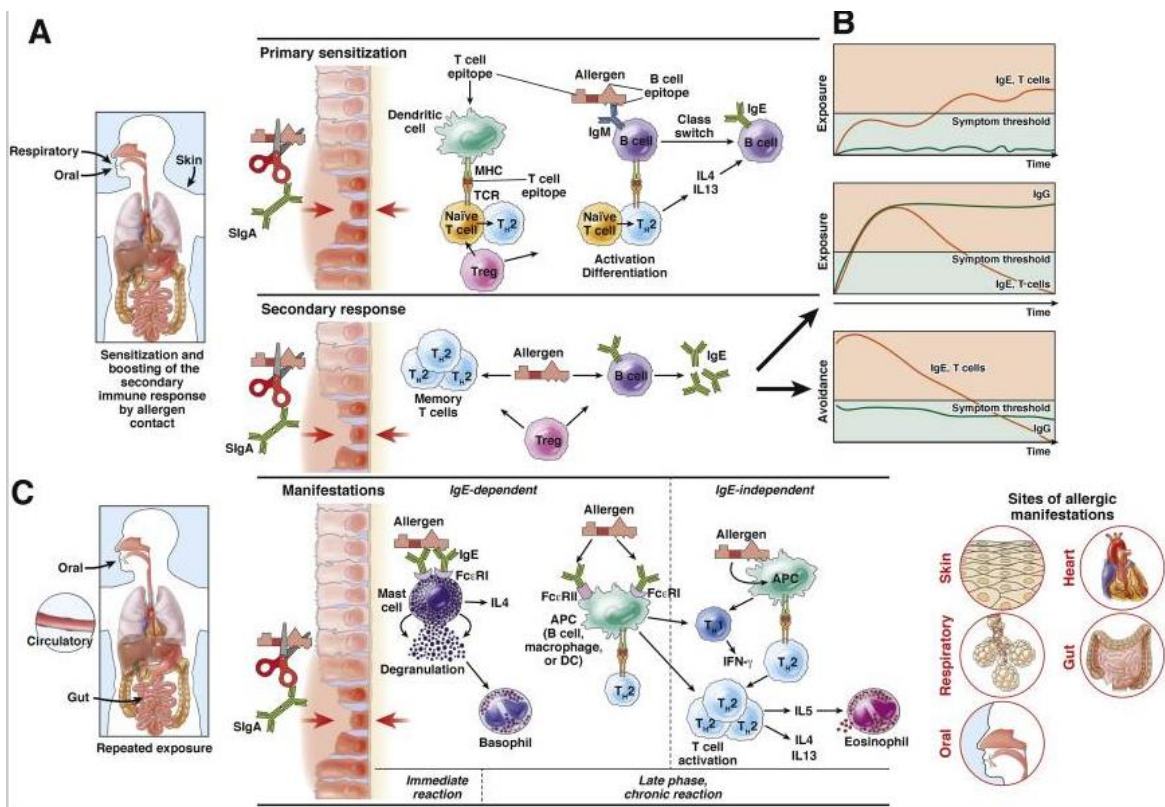 A
Respiratory
Oral
Skin
Sensitization and
boosting of the
secondary
immune response
by allergen
contact
Primary sensitization
SIgA
T cell
epitope
Dendritic
cell
MHC
TCR
T cell
epitope
Naïve
T cell
TH2
Treg
Allergen
B cell
epitope
IgM
B cell
Class
switch
IgE
B cell
IL4
IL13
Naïve
T cell
TH2
Activation
Differentiation
Secondary response
SIgA
TH2
TH2
TH2
Memory
T cells
Allergen
B cell
IgE
Treg
B
Exposure
IgE, T cells
Symptom threshold
Time
Exposure
IgG
Symptom threshold
IgE, T-cells
Time
Avoidance
IgE, T cells
Symptom threshold
IgG
Time
C
Oral
Circulatory
Gut
Repeated exposure
Manifestations
IgE-dependent
IgE-independent
SIgA
Allergen
IgE
FcεRI
Mast
cell
IL4
Degranulation
Basophil
Allergen
FcεRII
FcεRI
APC
(B cell,
macrophage,
or DC)
TH2
Allergen
APC
TH1
IFN-γ
TH2
TH2
TH2
TH2
T cell
activation
IL5
IL4
IL13
Eosinophil
Immediate
reaction
Late phase,
chronic reaction
Sites of allergic
manifestations
Skin
Heart
Respiratory
Gut
Oral